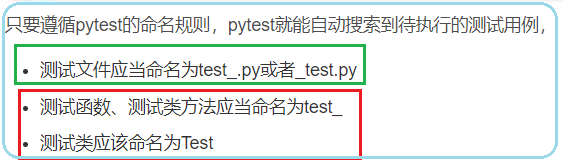 只要遵循pytest的命名规则，pytest就能自动搜索到待执行的测试用例，
• 测试文件应当命名为test_.py或者_test.py
• 测试函数、测试类方法应当命名为test_
• 测试类应该命名为Test